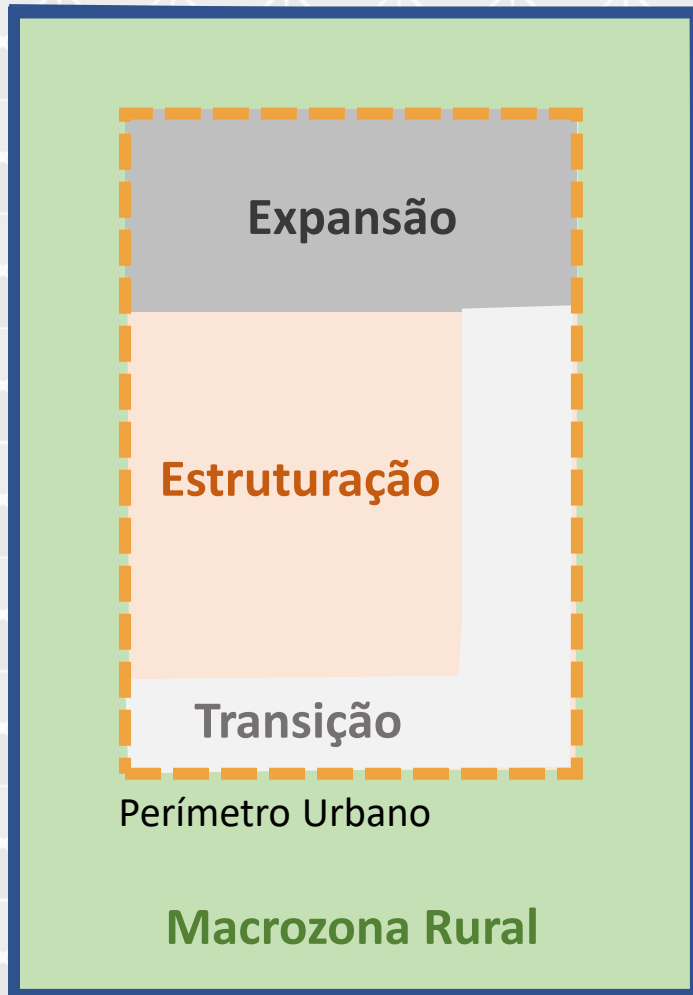 Expansão
Estruturação
Transição
Perímetro Urbano
Macrozona Rural